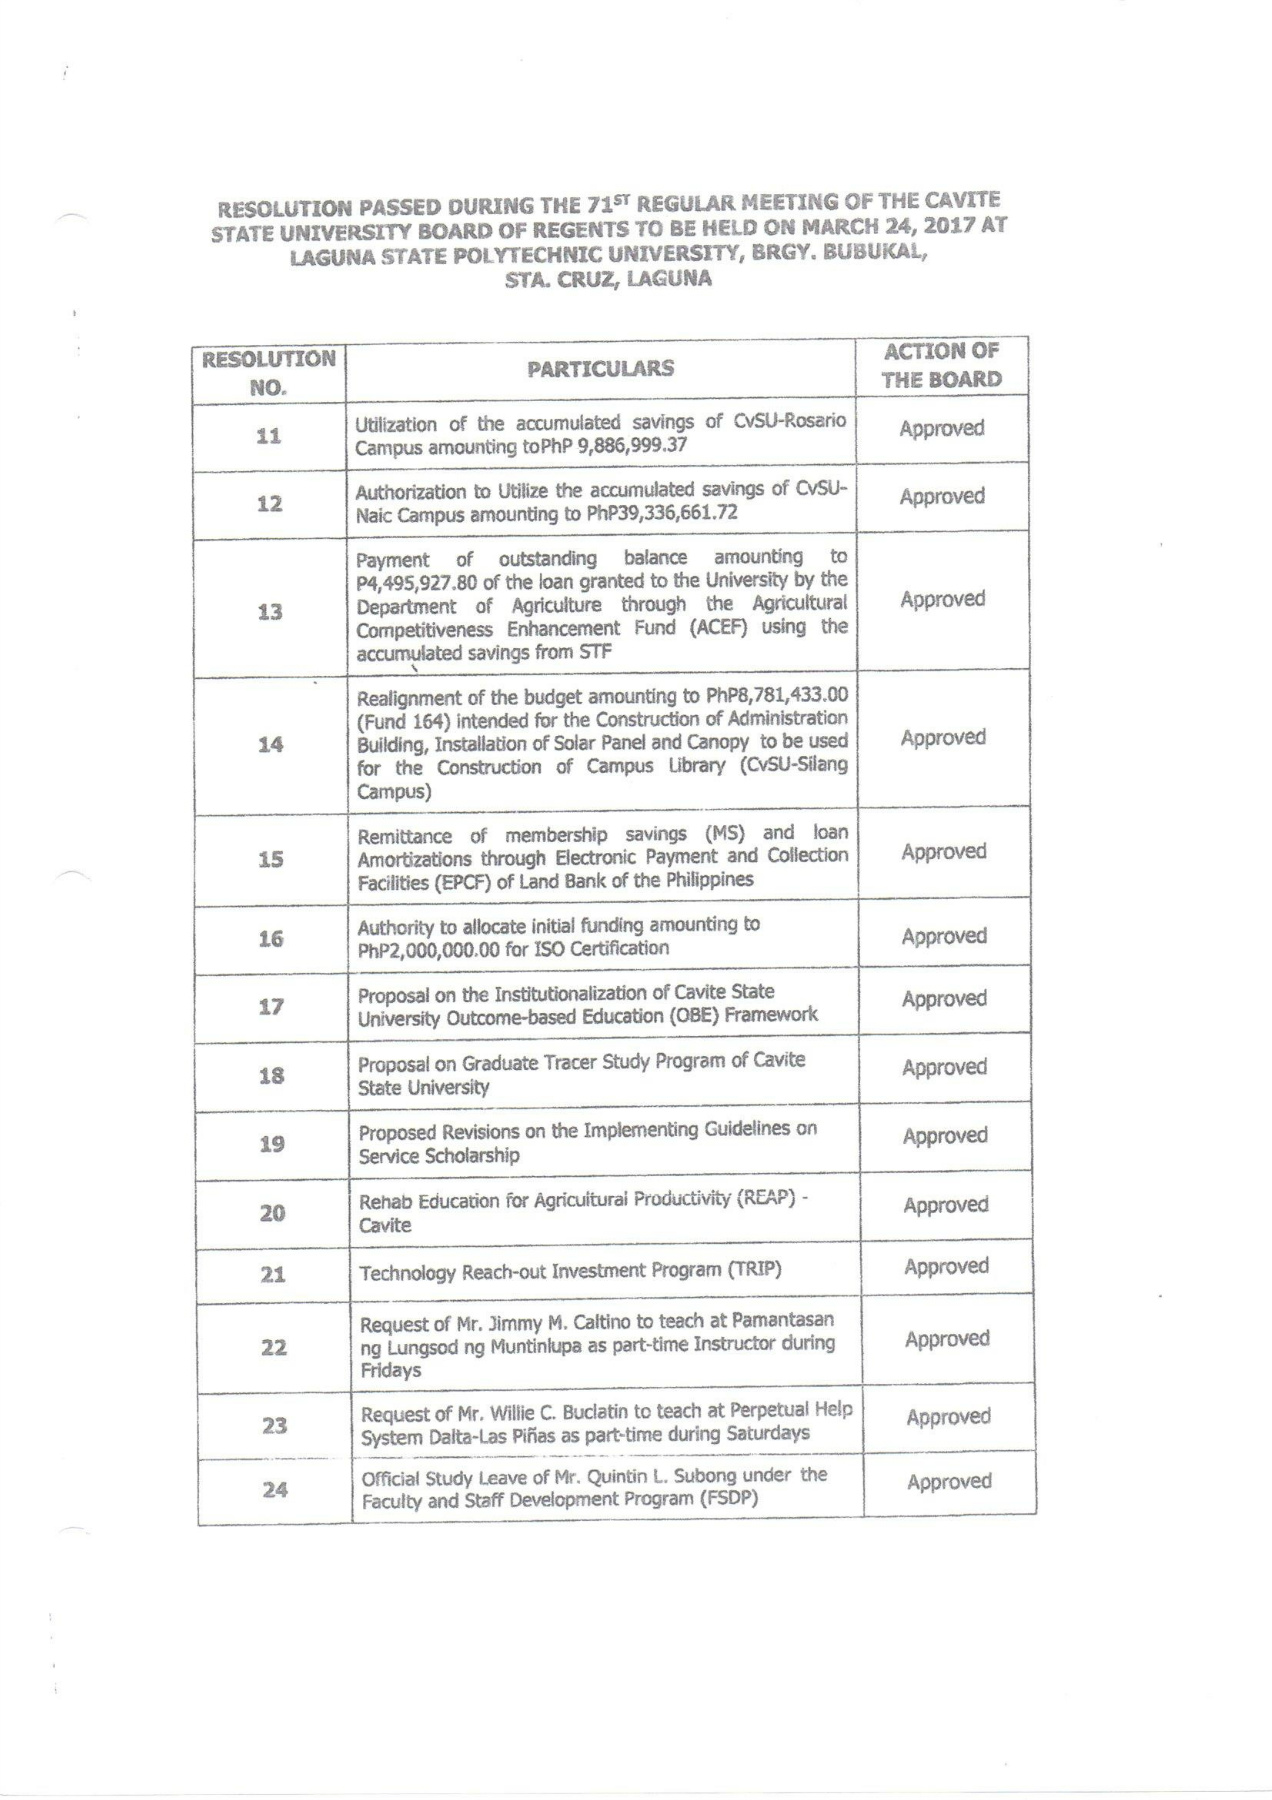 RESOLUTION PASSED DURING THE 71ST REGULAR MEETING OF THE CAVITE
STATE UNIVERSITY BOARD OF REGENTS TO BE HELD ON MARCH 24, 2017 AT
LAGUNA STATE POLYTECHNIC UNIVERSITY, BRGY. BUBUKAL,
STA. CRUZ, LAGUNA
RESOLUTION
NO.
PARTICULARS
ACTION OF
THE BOARD
11
Utilization of the accumulated savings of CvSU-Rosario
Campus amounting toPhP 9,886,999.37
Approved
12
Authorization to Utilize the accumulated savings of CvSU-
Naic Campus amounting to PhP39,336,661.72
Approved
13
Payment of outstanding balance amounting to
P4,495,927.80 of the loan granted to the University by the
Department of Agriculture through the Agricultural
Competitiveness Enhancement Fund (ACEF) using the
accumulated savings from STF
Approved
14
Realignment of the budget amounting to PhP8,781,433.00
(Fund 164) intended for the Construction of Administration
Building, Installation of Solar Panel and Canopy to be used
for the Construction of Campus Library (CvSU-Silang
Campus)
Approved
15
Remittance of membership savings (MS) and loan
Amortizations through Electronic Payment and Collection
Facilities (EPCF) of Land Bank of the Philippines
Approved
16
Authority to allocate initial funding amounting to
PhP2,000,000.00 for ISO Certification
Approved
17
Proposal on the Institutionalization of Cavite State
University Outcome-based Education (OBE) Framework
Approved
18
Proposal on Graduate Tracer Study Program of Cavite
State University
Approved
19
Proposed Revisions on the Implementing Guidelines on
Service Scholarship
Approved
20
Rehab Education for Agricultural Productivity (REAP) -
Cavite
Approved
21
Technology Reach-out Investment Program (TRIP)
Approved
22
Request of Mr. Jimmy M. Caltino to teach at Pamantasan
ng Lungsod ng Muntinlupa as part-time Instructor during
Fridays
Approved
23
Request of Mr. Willie C. Buclatin to teach at Perpetual Help
System Dalta-Las Piñas as part-time during Saturdays
Approved
24
Official Study Leave of Mr. Quintin L. Subong under the
Faculty and Staff Development Program (FSDP)
Approved